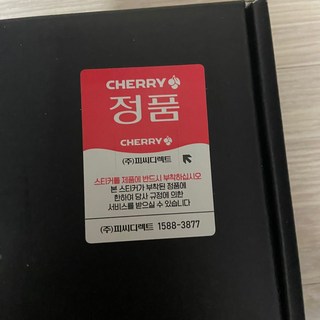 CHERRY
정품
CHERRY
(주)피씨디렉트
스티커를 제품에 반드시 부착하십시오
본 스티커가 부착된 정품에
한하여 당사 규정에 의한
서비스를 받으실 수 있습니다
(주)피씨디렉트 1588-3877